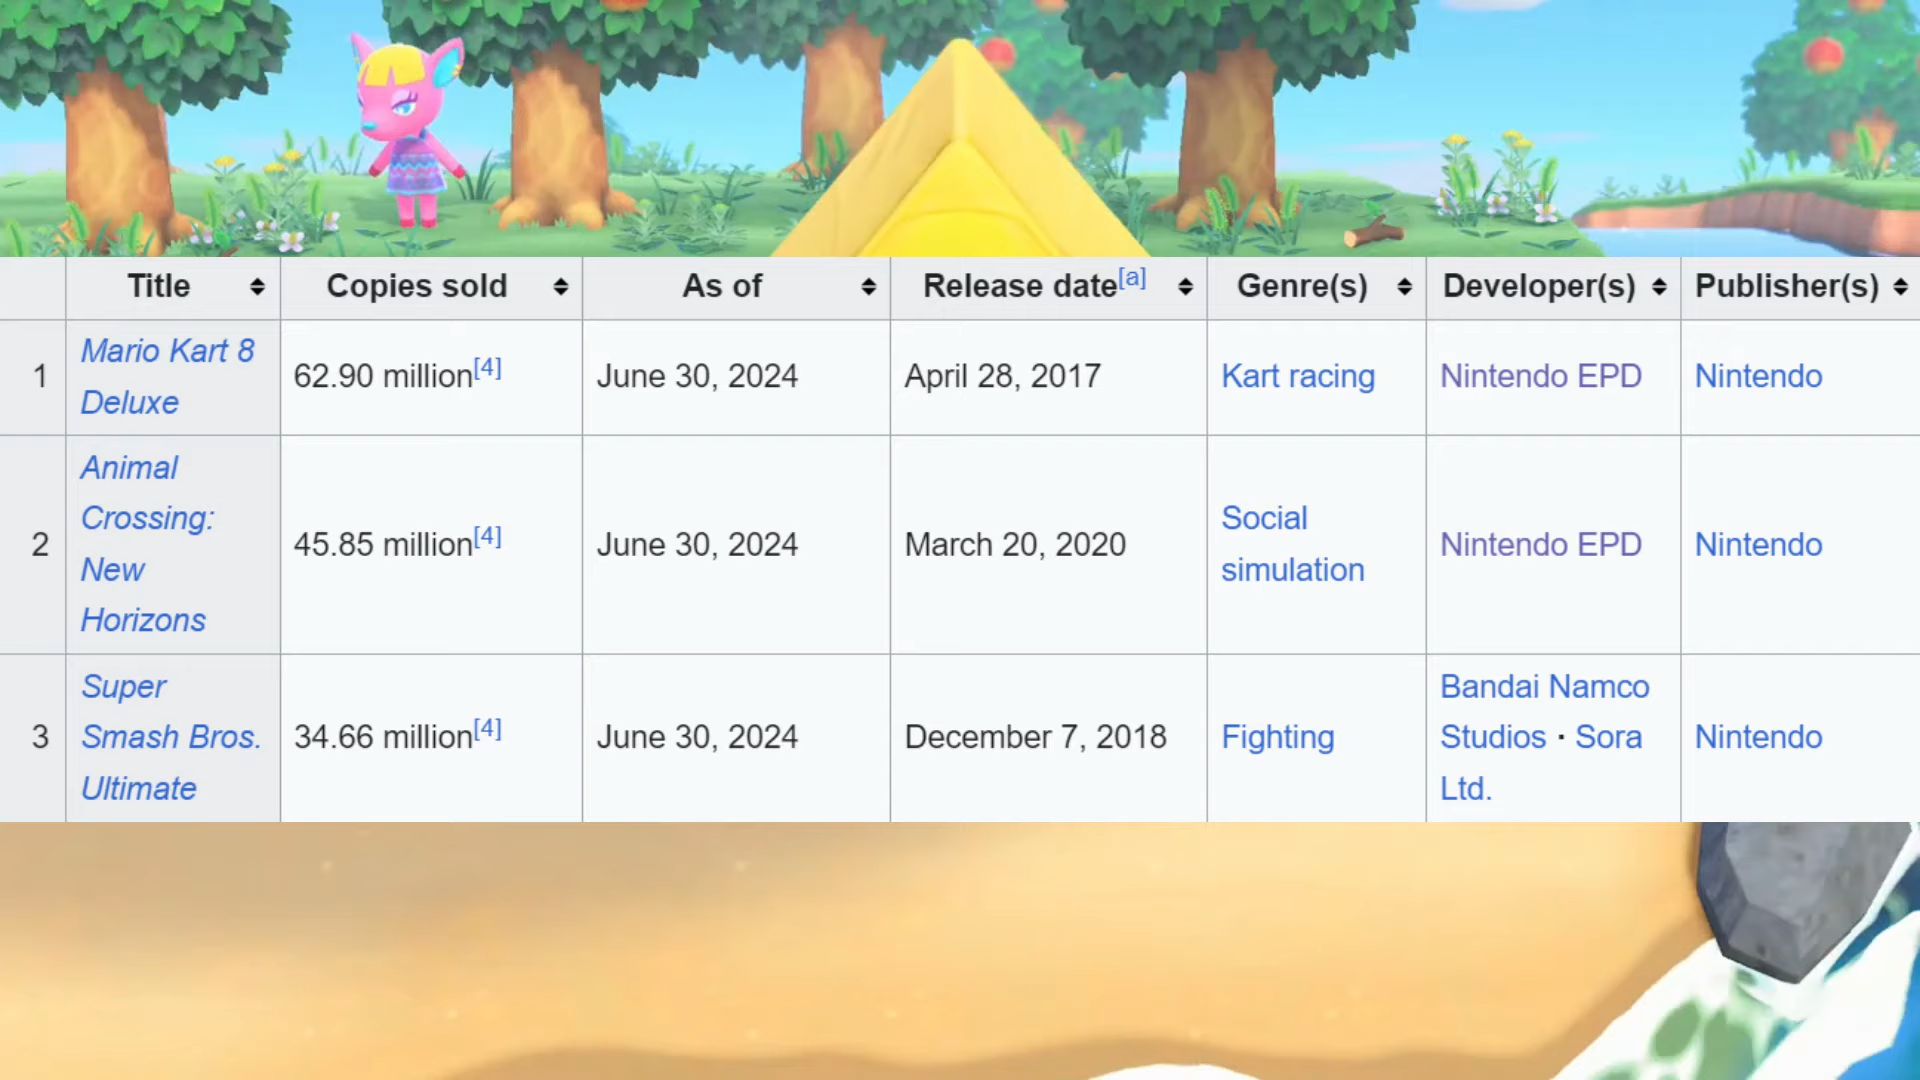 Title Copies sold As of Release date[a] Genre(s) Developer(s) Publisher(s)
1 Mario Kart 8 Deluxe 62.90 million[4] June 30, 2024 April 28, 2017 Kart racing Nintendo EPD Nintendo
2 Animal Crossing: New Horizons 45.85 million[4] June 30, 2024 March 20, 2020 Social simulation Nintendo EPD Nintendo
3 Super Smash Bros. Ultimate 34.66 million[4] June 30, 2024 December 7, 2018 Fighting Bandai Namco Studios · Sora Ltd. Nintendo